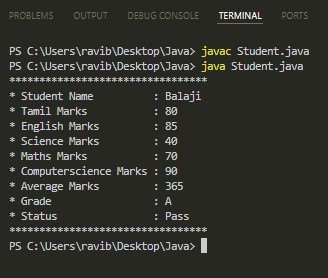 PROBLEMS OUTPUT DEBUG CONSOLE TERMINAL PORTS
PS C:\Users\ravib\Desktop\Java> javac Student.java
PS C:\Users\ravib\Desktop\Java> java Student.java
*********************************
* Student Name          : Balaji
* Tamil Marks           : 80
* English Marks         : 85
* Science Marks         : 40
* Maths Marks           : 70
* Computerscience Marks : 90
* Average Marks         : 365
* Grade                 : A
* Status                : Pass
*********************************
PS C:\Users\ravib\Desktop\Java>